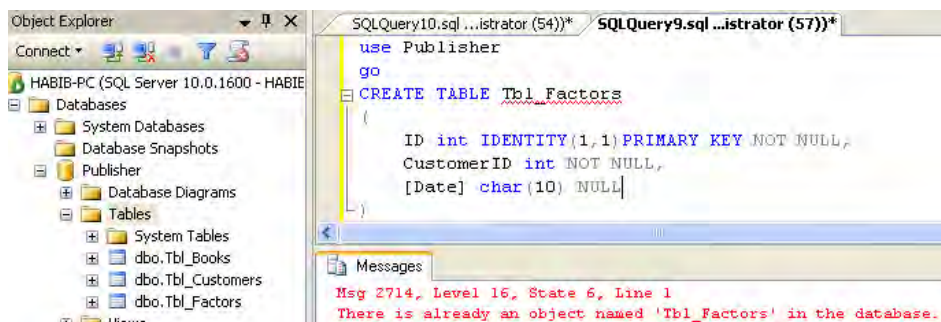 Object Explorer
Connect
HABIB-PC (SQL Server 10.0.1600 - HABIB
Databases
System Databases
Database Snapshots
Publisher
Database Diagrams
Tables
System Tables
dbo.Tbl_Books
dbo.Tbl_Customers
dbo.Tbl_Factors
Views
SQLQuery10.sql ...istrator (54))*
SQLQuery9.sql ...istrator (57))*
use Publisher
go
CREATE TABLE Tbl_Factors
(
ID int IDENTITY(1,1)PRIMARY KEY NOT NULL,
CustomerID int NOT NULL,
[Date] char(10) NULL
)
Messages
Msg 2714, Level 16, State 6, Line 1
There is already an object named 'Tbl_Factors' in the database.